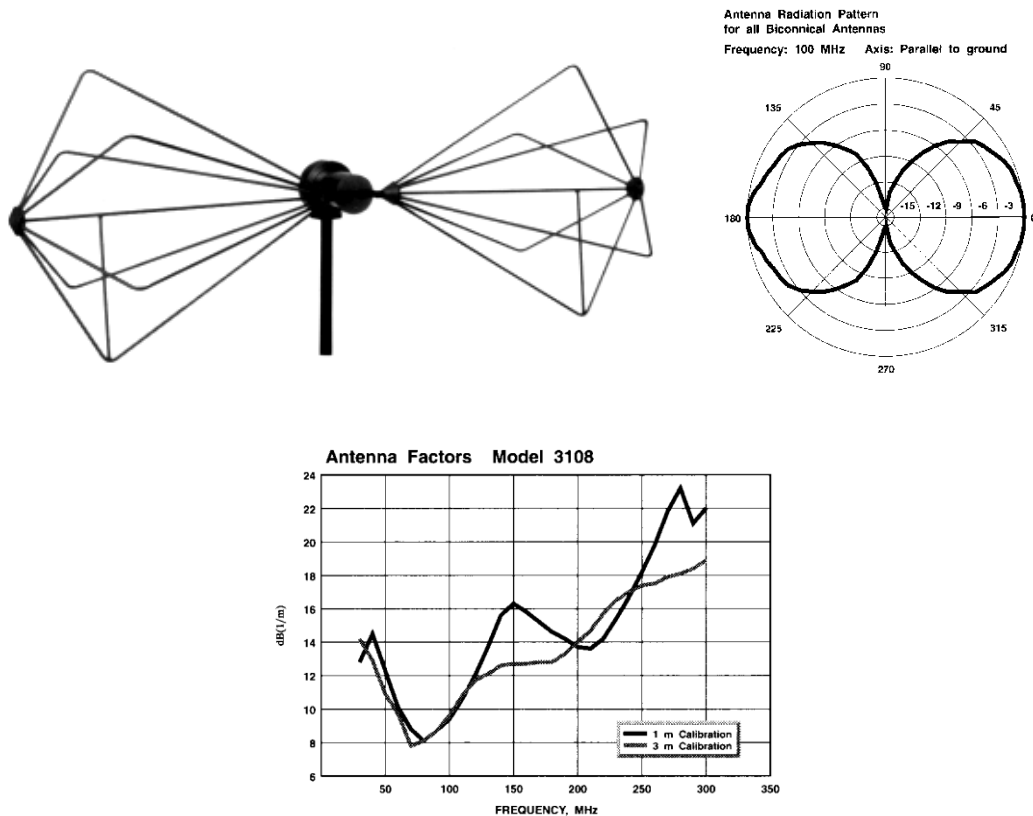 Antenna Radiation Pattern
for all Biconnical Antennas
Frequency: 100 MHz Axis: Parallel to ground
90
135 45
180 -15 -12 -9 -6 -3 0
225 315
270
Antenna Factors Model 3108
24
22
20
18
16
14
12
10
8
6
dB(1/m)
1 m Calibration
3 m Calibration
50 100 150 200 250 300 350
FREQUENCY, MHz